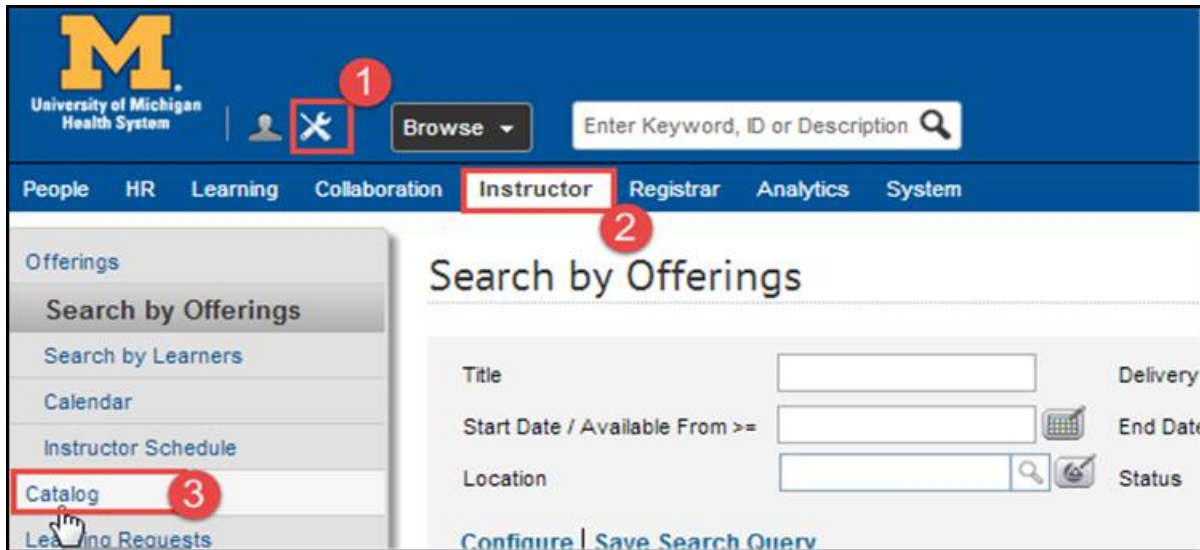 M
University of Michigan
Health System
1
Browse
Enter Keyword, ID or Description
People HR Learning Collaboration Instructor Registrar Analytics System
2
Offerings
Search by Offerings
Search by Learners
Calendar
Instructor Schedule
Catalog
3
Learning Requests
Search by Offerings
Title
Delivery
Start Date / Available From >=
End Date
Location
Status
Configure | Save Search Query